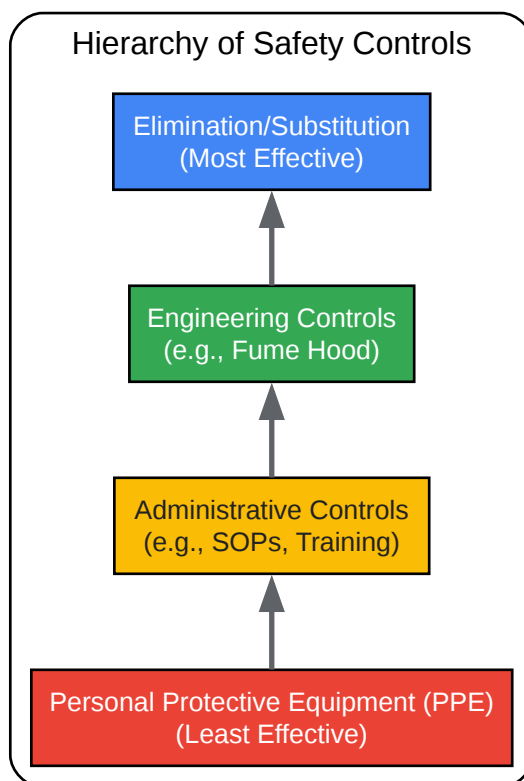 Hierarchy of Safety Controls
Elimination/Substitution
(Most Effective)
Engineering Controls
(e.g., Fume Hood)
Administrative Controls
(e.g., SOPs, Training)
Personal Protective Equipment (PPE)
(Least Effective)